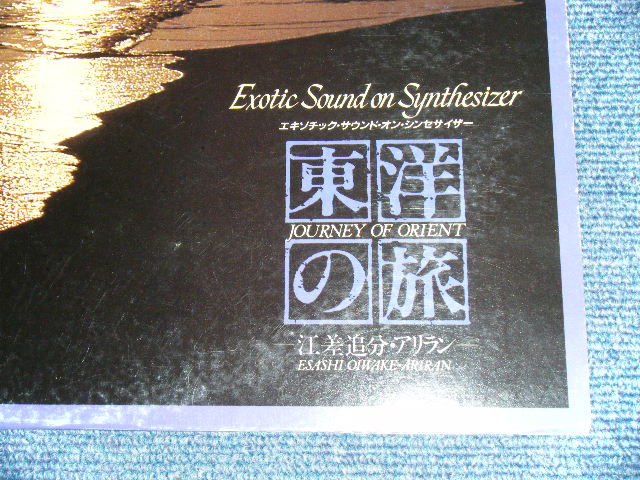 Exotic Sound on Synthesizer
エキゾチック・サウンド・オン・シンセサイザー
東洋
JOURNEY OF ORIENT
の旅
江差追分・アリラン
ESASHI OIWAKE-ARIRAN